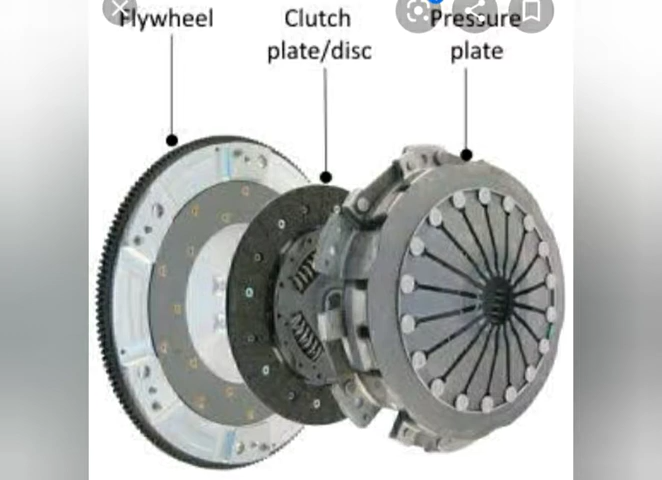 Flywheel
Clutch
plate/disc
Pressure
plate